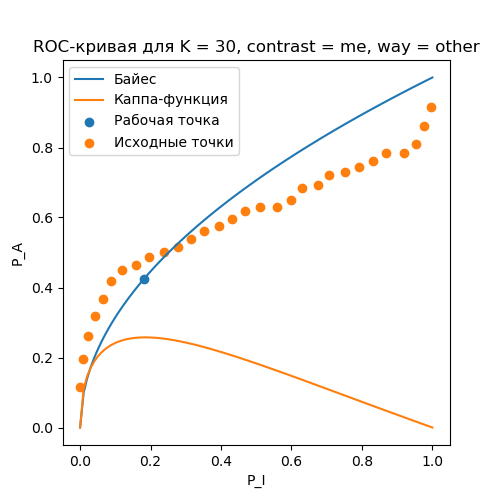 ROC-кривая для K = 30, contrast = me, way = other
Байес
Каппа-функция
Рабочая точка
Исходные точки
P_A
1.0
0.8
0.6
0.4
0.2
0.0
0.0 0.2 0.4 0.6 0.8 1.0
P_I